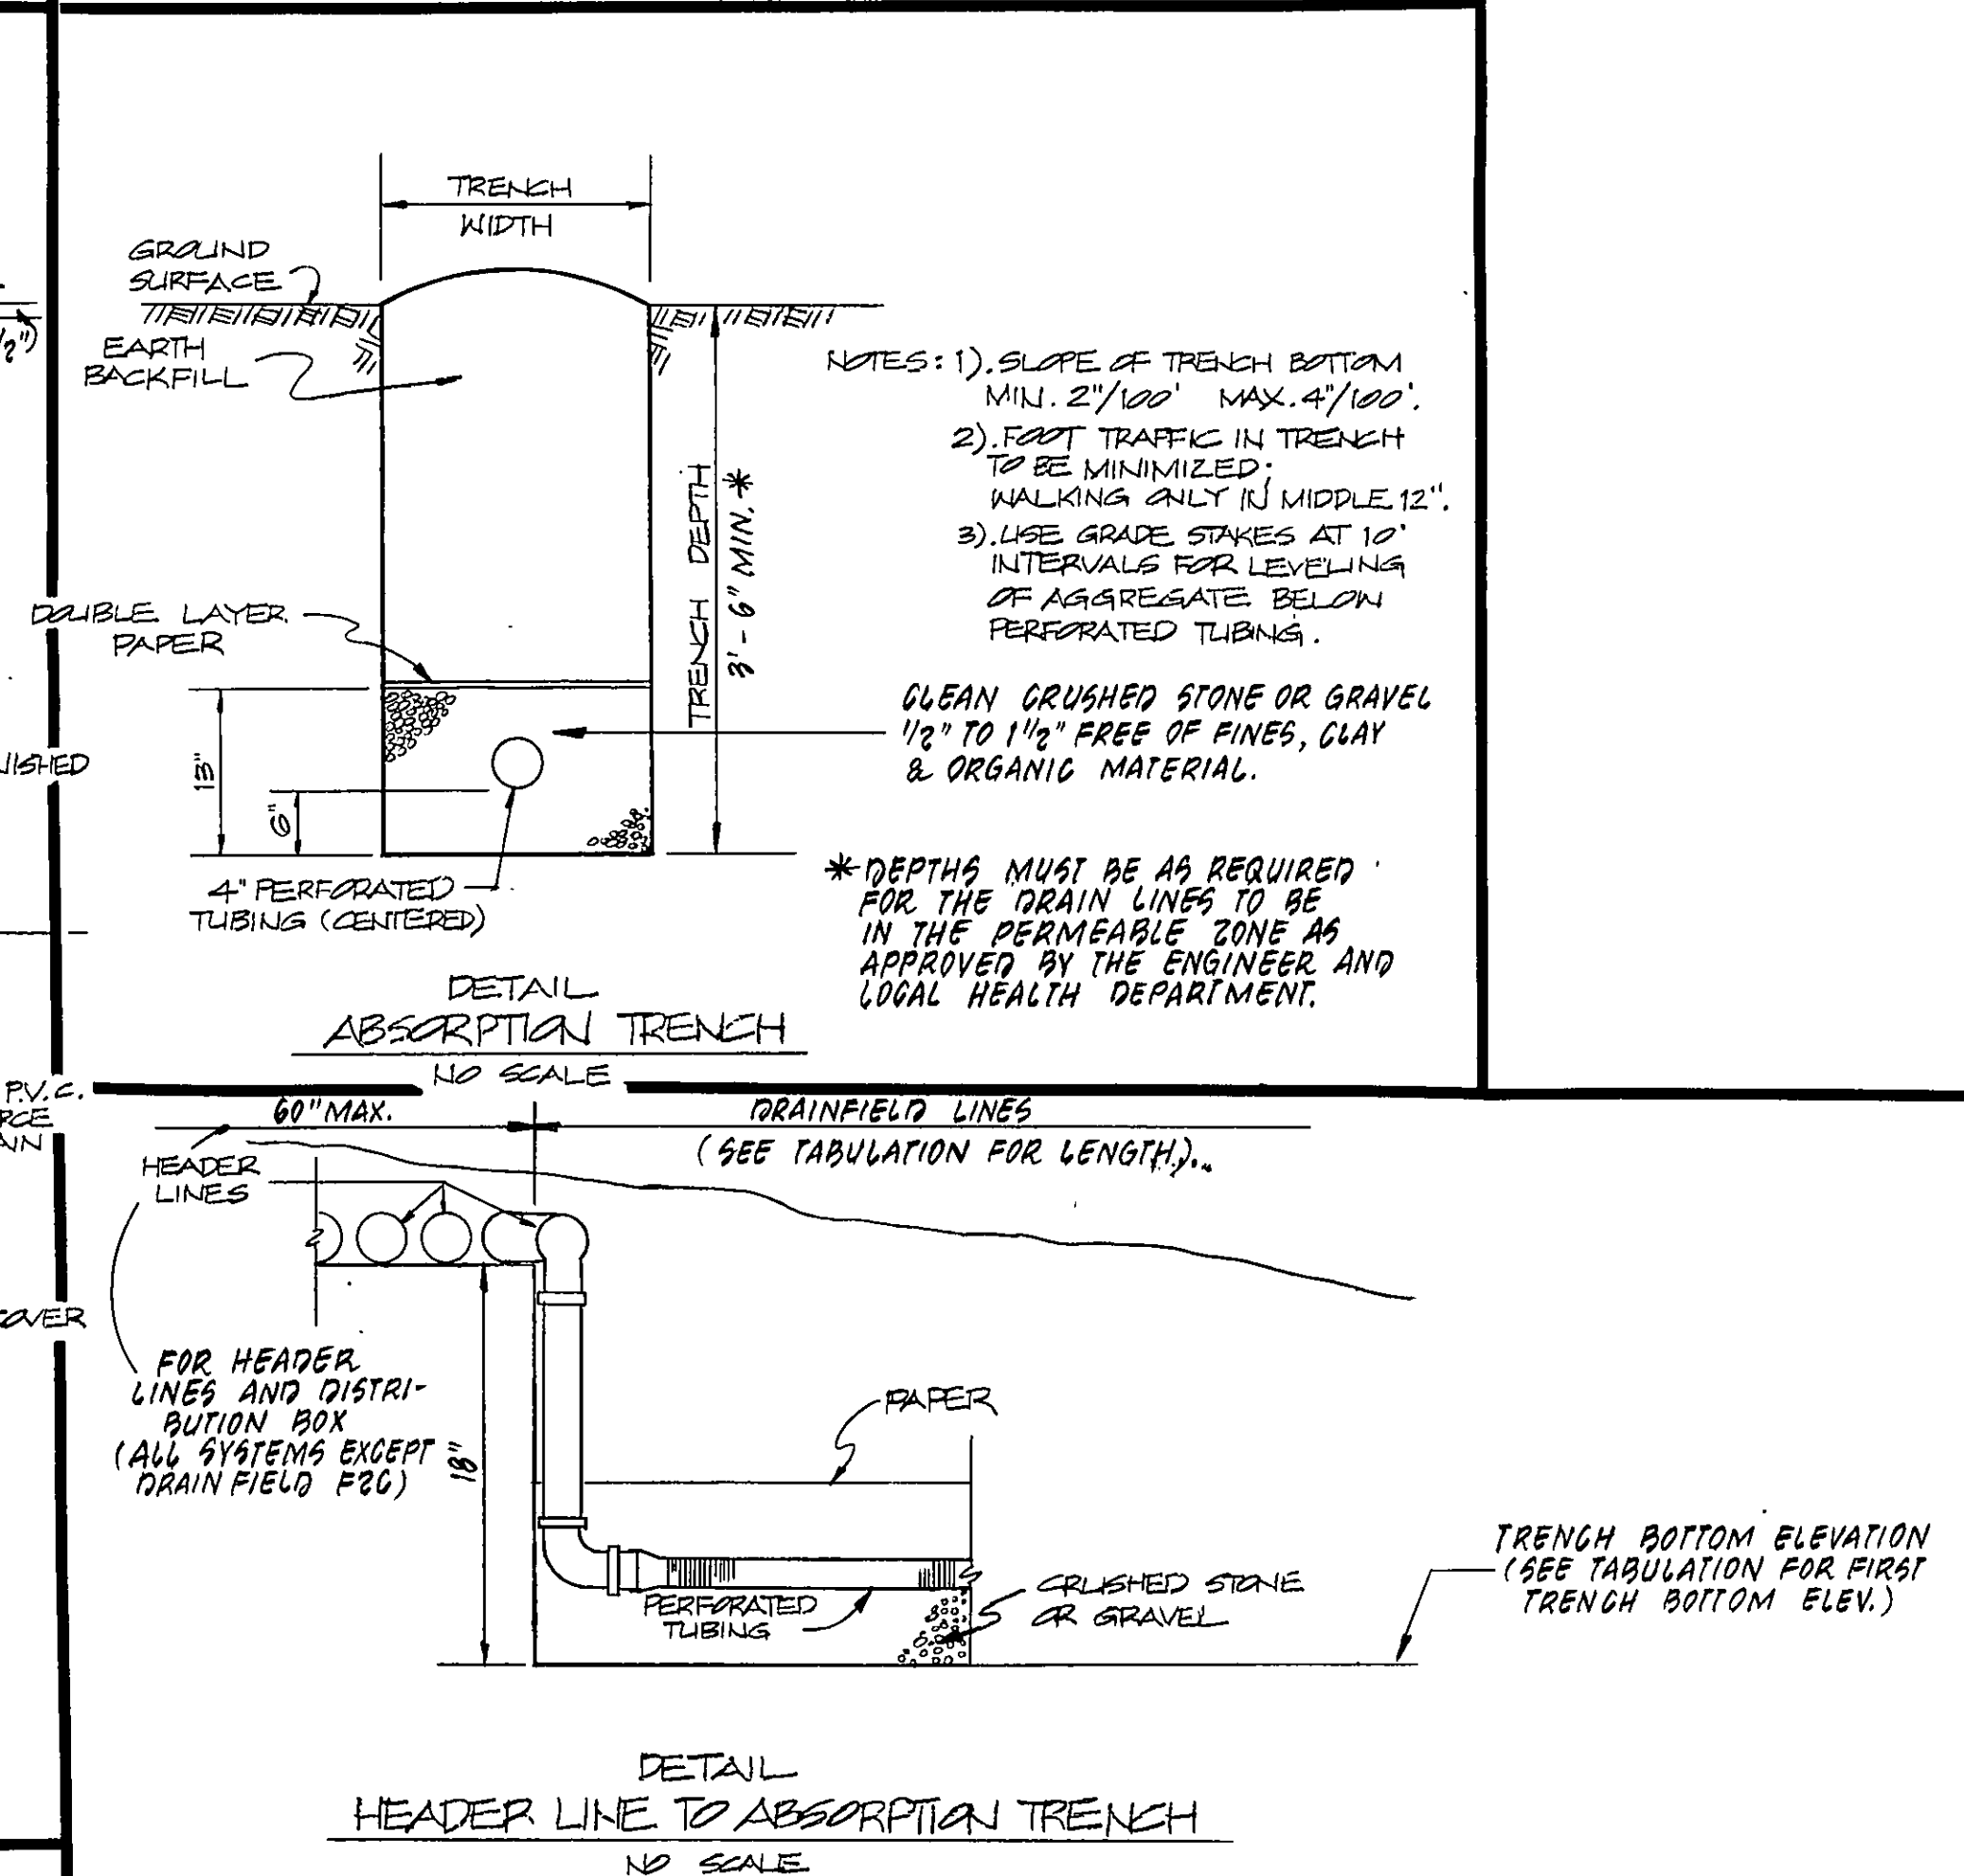 TRENCH
WIDTH
GROUND
SURFACE
EARTH
BACKFILL
/2")
NOTES: 1). SLOPE OF TRENCH BOTTOM
MIN. 2"/100' MAX. 4"/100'.
2). FOOT TRAFFIC IN TRENCH
TO BE MINIMIZED;
WALKING ONLY IN MIDDLE 12".
3). USE GRADE STAKES AT 10'
INTERVALS FOR LEVELING
OF AGGREGATE BELOW
PERFORATED TUBING.
TRENCH DEPTH
3'-6" MIN. *
DOUBLE LAYER
PAPER
CLEAN CRUSHED STONE OR GRAVEL
1/2" TO 1 1/2" FREE OF FINES, CLAY
& ORGANIC MATERIAL.
NISHED
13"
6"
4" PERFORATED
TUBING (CENTERED)
* DEPTHS MUST BE AS REQUIRED
FOR THE DRAIN LINES TO BE
IN THE PERMEABLE ZONE AS
APPROVED BY THE ENGINEER AND
LOCAL HEALTH DEPARTMENT.
DETAIL
ABSORPTION TRENCH
NO SCALE
P.V.C.
RCE
AIN
60" MAX.
DRAINFIELD LINES
(SEE TABULATION FOR LENGTH)..
HEADER
LINES
OVER
FOR HEADER
LINES AND DISTRI-
BUTION BOX
(ALL SYSTEMS EXCEPT
DRAIN FIELD F2C)
18"
PAPER
PERFORATED
TUBING
CRUSHED STONE
OR GRAVEL
TRENCH BOTTOM ELEVATION
(SEE TABULATION FOR FIRST
TRENCH BOTTOM ELEV.)
DETAIL
HEADER LINE TO ABSORPTION TRENCH
NO SCALE